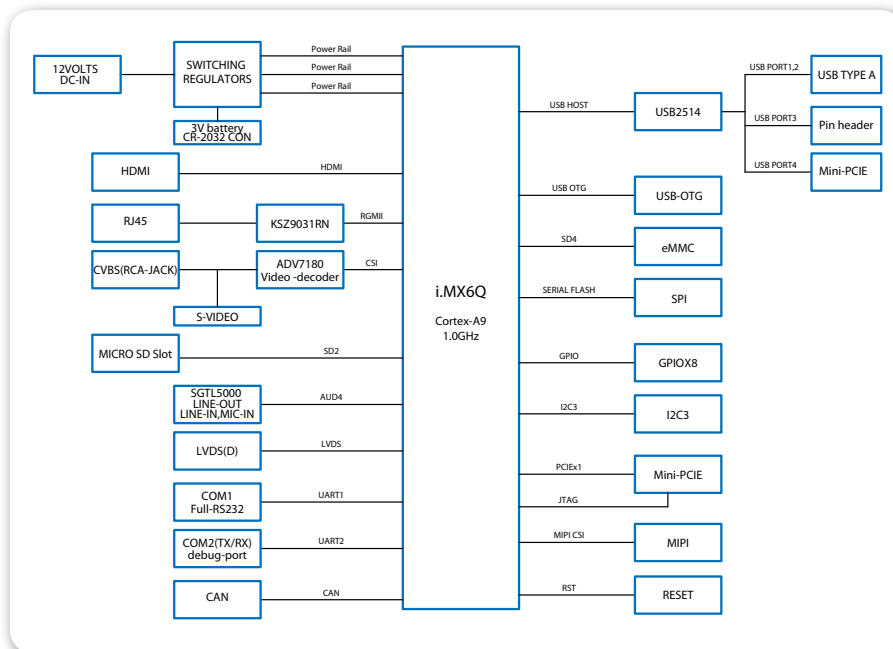 12VOLTS
DC-IN
SWITCHING
REGULATORS
Power Rail
Power Rail
Power Rail
3V battery
CR-2032 CON
HDMI
HDMI
RJ45
KSZ9031RN
RGMII
CVBS(RCA-JACK)
ADV7180
Video -decoder
CSI
S-VIDEO
MICRO SD Slot
SD2
SGTL5000
LINE-OUT
LINE-IN,MIC-IN
AUD4
LVDS(D)
LVDS
COM1
Full-RS232
UART1
COM2(TX/RX)
debug-port
UART2
CAN
CAN
i.MX6Q
Cortex-A9
1.0GHz
USB HOST
USB2514
USB PORT1,2
USB TYPE A
USB PORT3
Pin header
USB PORT4
Mini-PCIE
USB OTG
USB-OTG
SD4
eMMC
SERIAL FLASH
SPI
GPIO
GPIOX8
I2C3
I2C3
PCIEx1
Mini-PCIE
JTAG
MIPI CSI
MIPI
RST
RESET